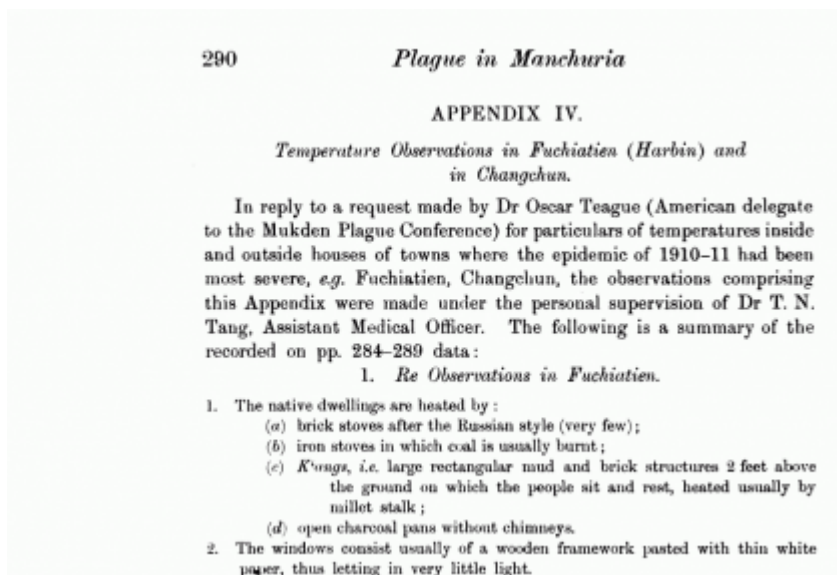 290 Plague in Manchuria
APPENDIX IV.
Temperature Observations in Fuchiatien (Harbin) and
in Changchun.
In reply to a request made by Dr Oscar Teague (American delegate
to the Mukden Plague Conference) for particulars of temperatures inside
and outside houses of towns where the epidemic of 1910–11 had been
most severe, e.g. Fuchiatien, Changchun, the observations comprising
this Appendix were made under the personal supervision of Dr T. N.
Tang, Assistant Medical Officer. The following is a summary of the
recorded on pp. 284–289 data:
1. Re Observations in Fuchiatien.
1. The native dwellings are heated by:
(a) brick stoves after the Russian style (very few);
(b) iron stoves in which coal is usually burnt;
(c) K'angs, i.e. large rectangular mud and brick structures 2 feet above
the ground on which the people sit and rest, heated usually by
millet stalk;
(d) open charcoal pans without chimneys.
2. The windows consist usually of a wooden framework pasted with thin white
paper, thus letting in very little light.